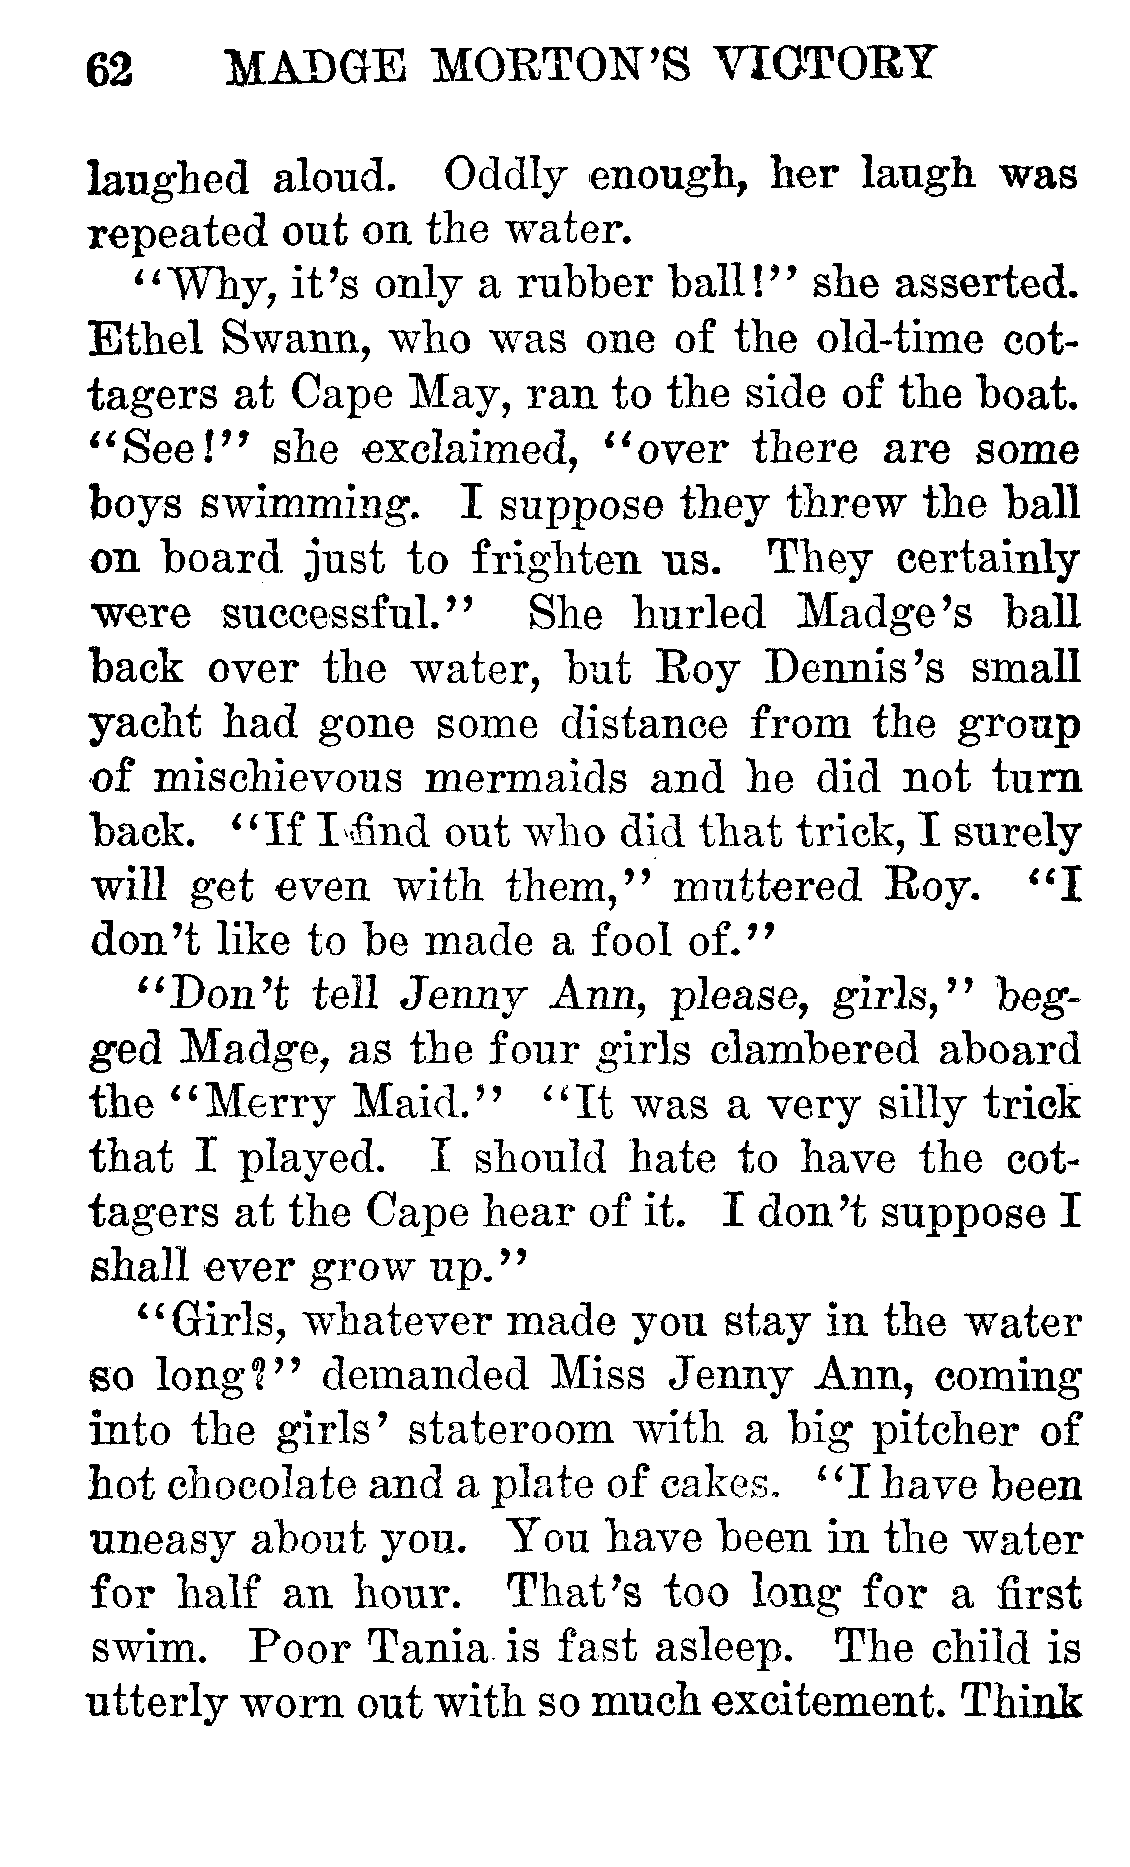 62 MADGE MORTON'S VICTORY
laughed aloud. Oddly enough, her laugh was
repeated out on the water.
"Why, it's only a rubber ball!" she asserted.
Ethel Swann, who was one of the old-time cot-
tagers at Cape May, ran to the side of the boat.
"See!" she exclaimed, "over there are some
boys swimming. I suppose they threw the ball
on board just to frighten us. They certainly
were successful." She hurled Madge's ball
back over the water, but Roy Dennis's small
yacht had gone some distance from the group
of mischievous mermaids and he did not turn
back. "If I find out who did that trick, I surely
will get even with them," muttered Roy. "I
don't like to be made a fool of."
"Don't tell Jenny Ann, please, girls," beg-
ged Madge, as the four girls clambered aboard
the "Merry Maid." "It was a very silly trick
that I played. I should hate to have the cot-
tagers at the Cape hear of it. I don't suppose I
shall ever grow up."
"Girls, whatever made you stay in the water
so long?" demanded Miss Jenny Ann, coming
into the girls' stateroom with a big pitcher of
hot chocolate and a plate of cakes. "I have been
uneasy about you. You have been in the water
for half an hour. That's too long for a first
swim. Poor Tania is fast asleep. The child is
utterly worn out with so much excitement. Think